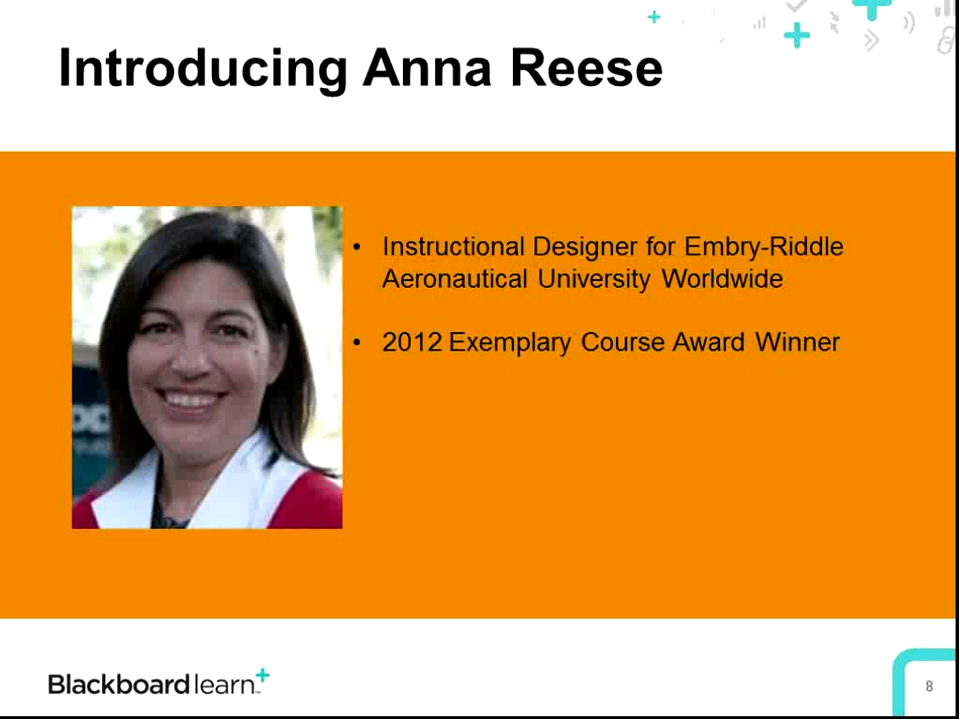 Introducing Anna Reese
• Instructional Designer for Embry-Riddle
Aeronautical University Worldwide
• 2012 Exemplary Course Award Winner
Blackboard learn+
8